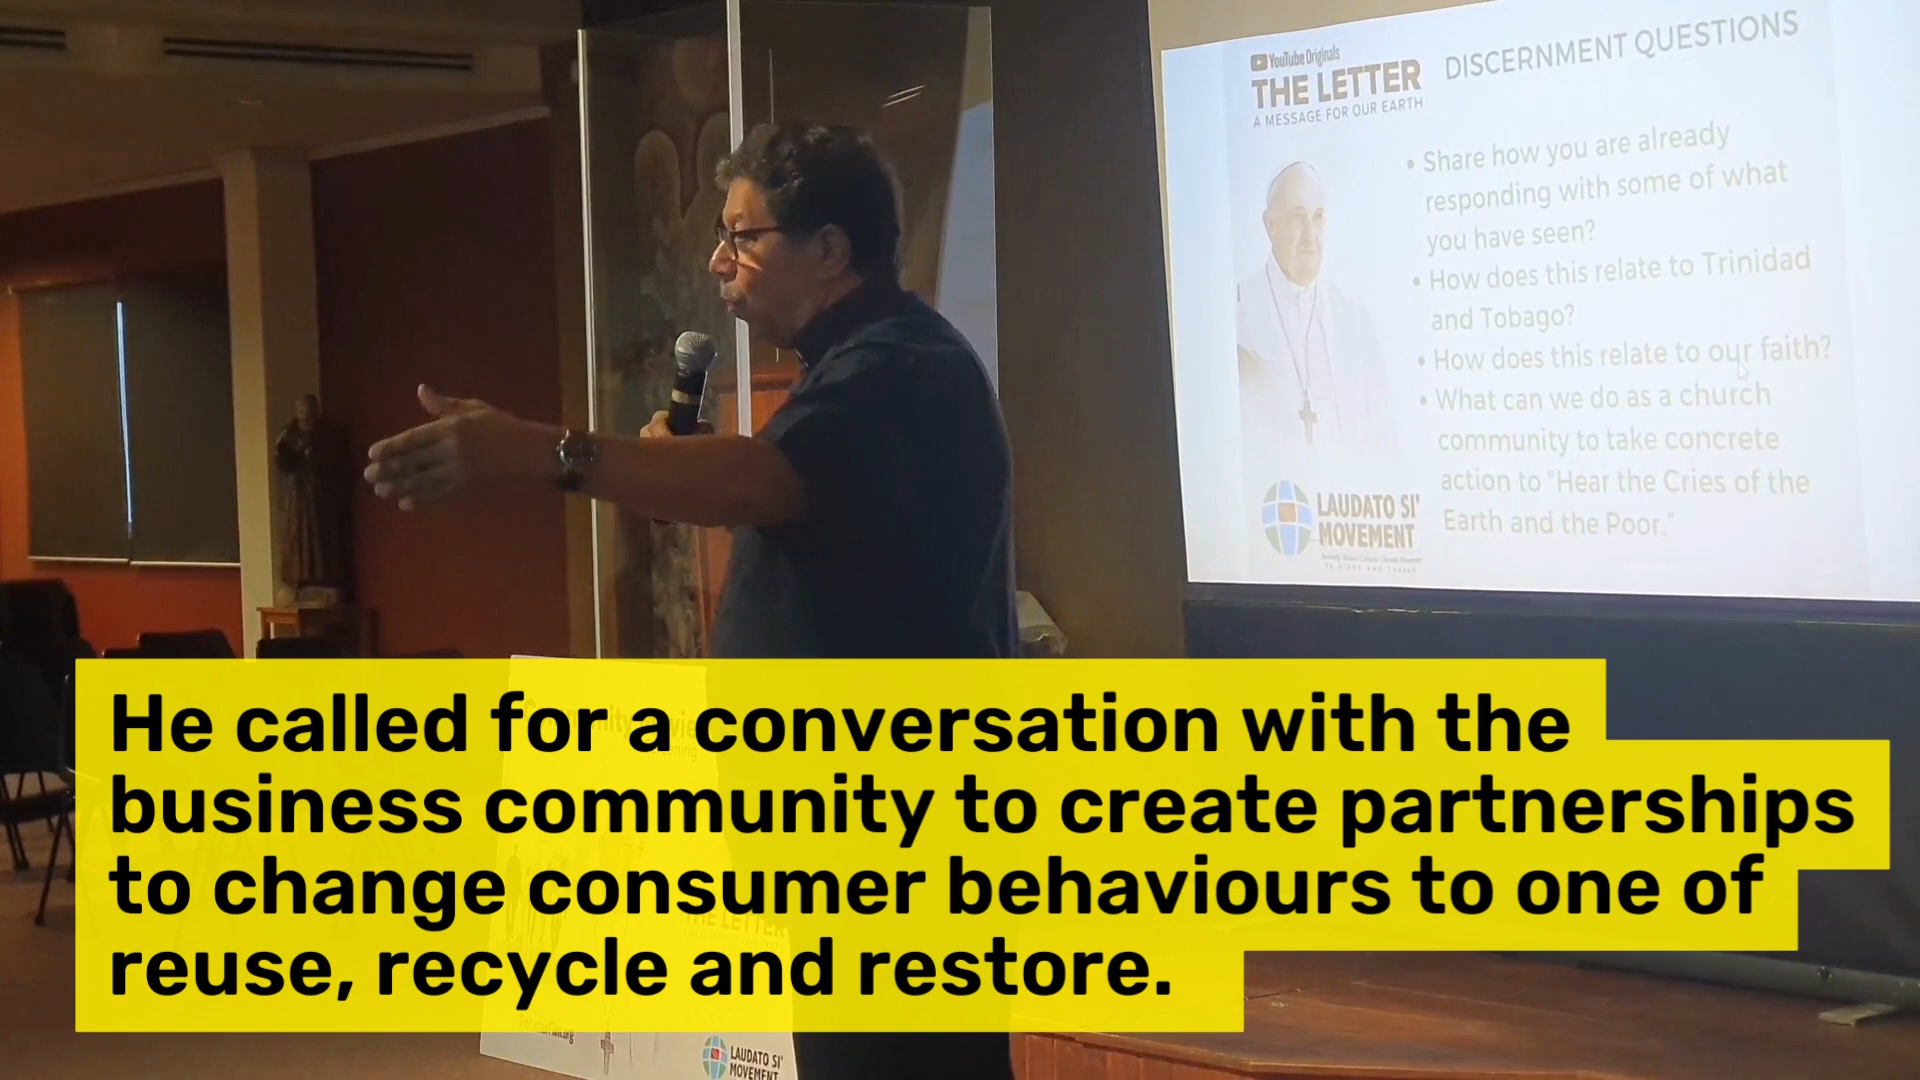 YouTube Originals
THE LETTER
A MESSAGE FOR OUR EARTH
DISCERNMENT QUESTIONS
• Share how you are already
responding with some of what
you have seen?
• How does this relate to Trinidad
and Tobago?
• How does this relate to our faith?
• What can we do as a church
community to take concrete
action to "Hear the Cries of the
Earth and the Poor."
LAUDATO SI'
MOVEMENT
He called for a conversation with the
business community to create partnerships
to change consumer behaviours to one of
reuse, recycle and restore.
THE LETTER
LAUDATO SI'
MOVEMENT